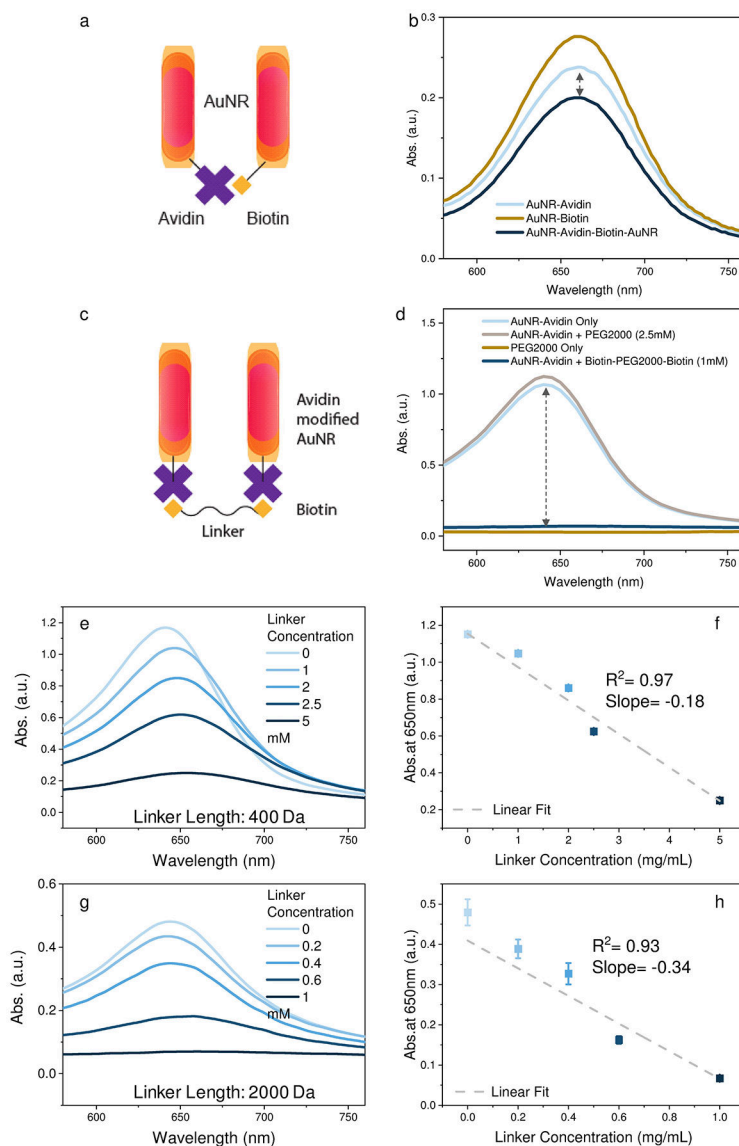 a
AuNR
Avidin
Biotin
b
Abs. (a.u.)
0.3
0.2
0.1
0.0
AuNR-Avidin
AuNR-Biotin
AuNR-Avidin-Biotin-AuNR
600
650
700
750
Wavelength (nm)
c
Avidin
modified
AuNR
Biotin
Linker
d
Abs. (a.u.)
1.5
1.0
0.5
0.0
AuNR-Avidin Only
AuNR-Avidin + PEG2000 (2.5mM)
PEG2000 Only
AuNR-Avidin + Biotin-PEG2000-Biotin (1mM)
600
650
700
750
Wavelength (nm)
e
Abs. (a.u.)
1.2
1.0
0.8
0.6
0.4
0.2
0.0
Linker
Concentration
0
1
2
2.5
5
mM
Linker Length: 400 Da
600
650
700
750
Wavelength (nm)
f
Abs.at 650nm (a.u.)
1.2
1.0
0.8
0.6
0.4
0.2
R²= 0.97
Slope= -0.18
Linear Fit
0
1
2
3
4
5
Linker Concentration (mg/mL)
g
Abs. (a.u.)
0.6
0.4
0.2
0.0
Linker
Concentration
0
0.2
0.4
0.6
1
mM
Linker Length: 2000 Da
600
650
700
750
Wavelength (nm)
h
Abs.at 650nm (a.u.)
0.5
0.4
0.3
0.2
0.1
0.0
R²= 0.93
Slope= -0.34
Linear Fit
0.0
0.2
0.4
0.6
0.8
1.0
Linker Concentration (mg/mL)